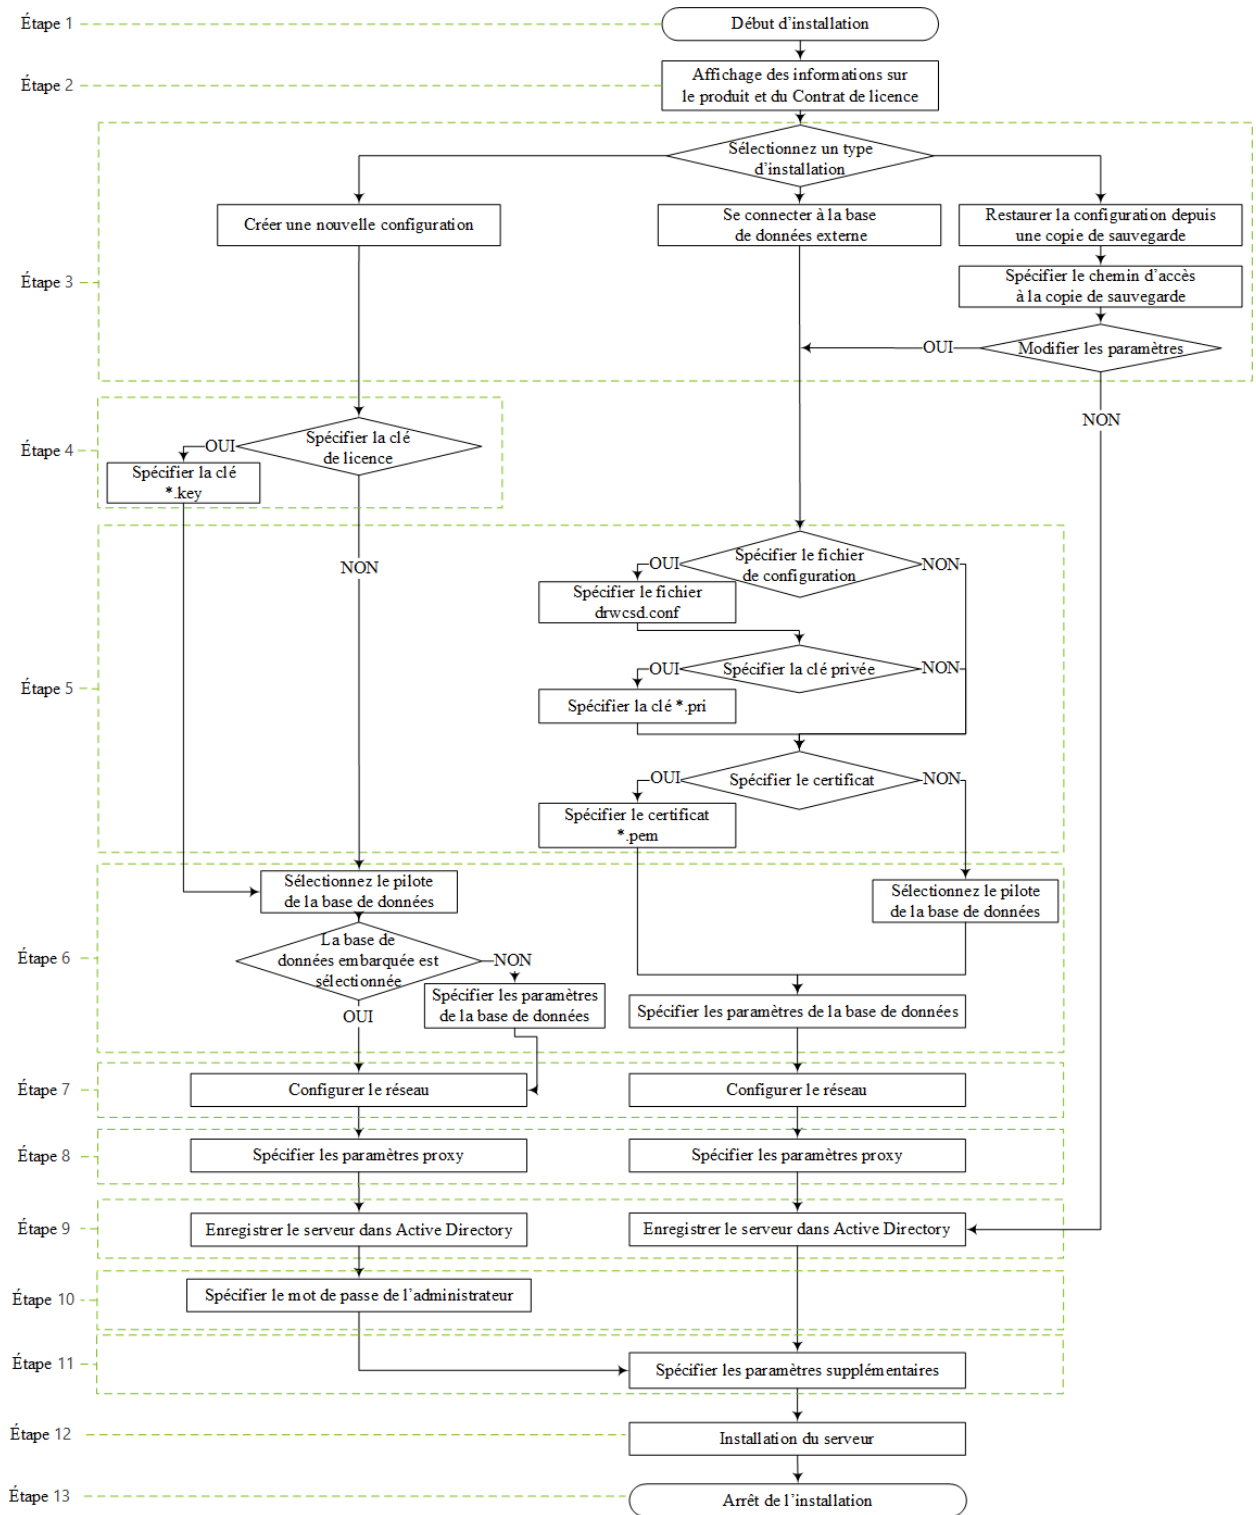 Étape 1
Début d'installation
Étape 2
Affichage des informations sur
le produit et du Contrat de licence
Étape 3
Sélectionnez un type
d'installation
Créer une nouvelle configuration
Se connecter à la base
de données externe
Restaurer la configuration depuis
une copie de sauvegarde
Spécifier le chemin d'accès
à la copie de sauvegarde
OUI
Modifier les paramètres
NON
Étape 4
OUI
Spécifier la clé
de licence
Spécifier la clé
*.key
NON
Étape 5
OUI
Spécifier le fichier
de configuration
NON
Spécifier le fichier
drwcsd.conf
OUI
Spécifier la clé privée
NON
Spécifier la clé *.pri
OUI
Spécifier le certificat
NON
Spécifier le certificat
*.pem
Étape 6
Sélectionnez le pilote
de la base de données
Sélectionnez le pilote
de la base de données
La base de
données embarquée est
sélectionnée
NON
OUI
Spécifier les paramètres
de la base de données
Spécifier les paramètres de la base de données
Étape 7
Configurer le réseau
Configurer le réseau
Étape 8
Spécifier les paramètres proxy
Spécifier les paramètres proxy
Étape 9
Enregistrer le serveur dans Active Directory
Enregistrer le serveur dans Active Directory
Étape 10
Spécifier le mot de passe de l'administrateur
Étape 11
Spécifier les paramètres supplémentaires
Étape 12
Installation du serveur
Étape 13
Arrêt de l'installation